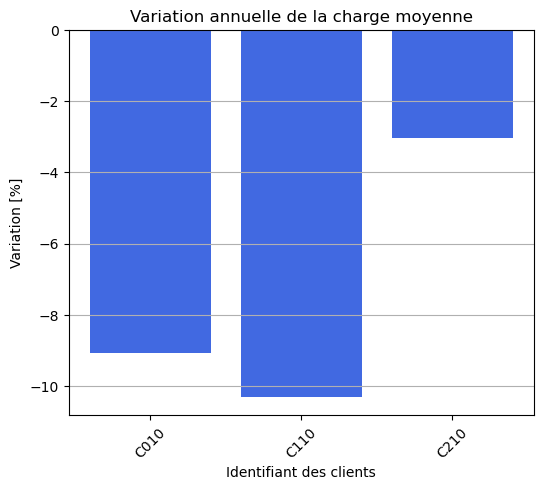 Variation annuelle de la charge moyenne
0
−2
−4
−6
−8
−10
Variation [%]
C010
C110
C210
Identifiant des clients